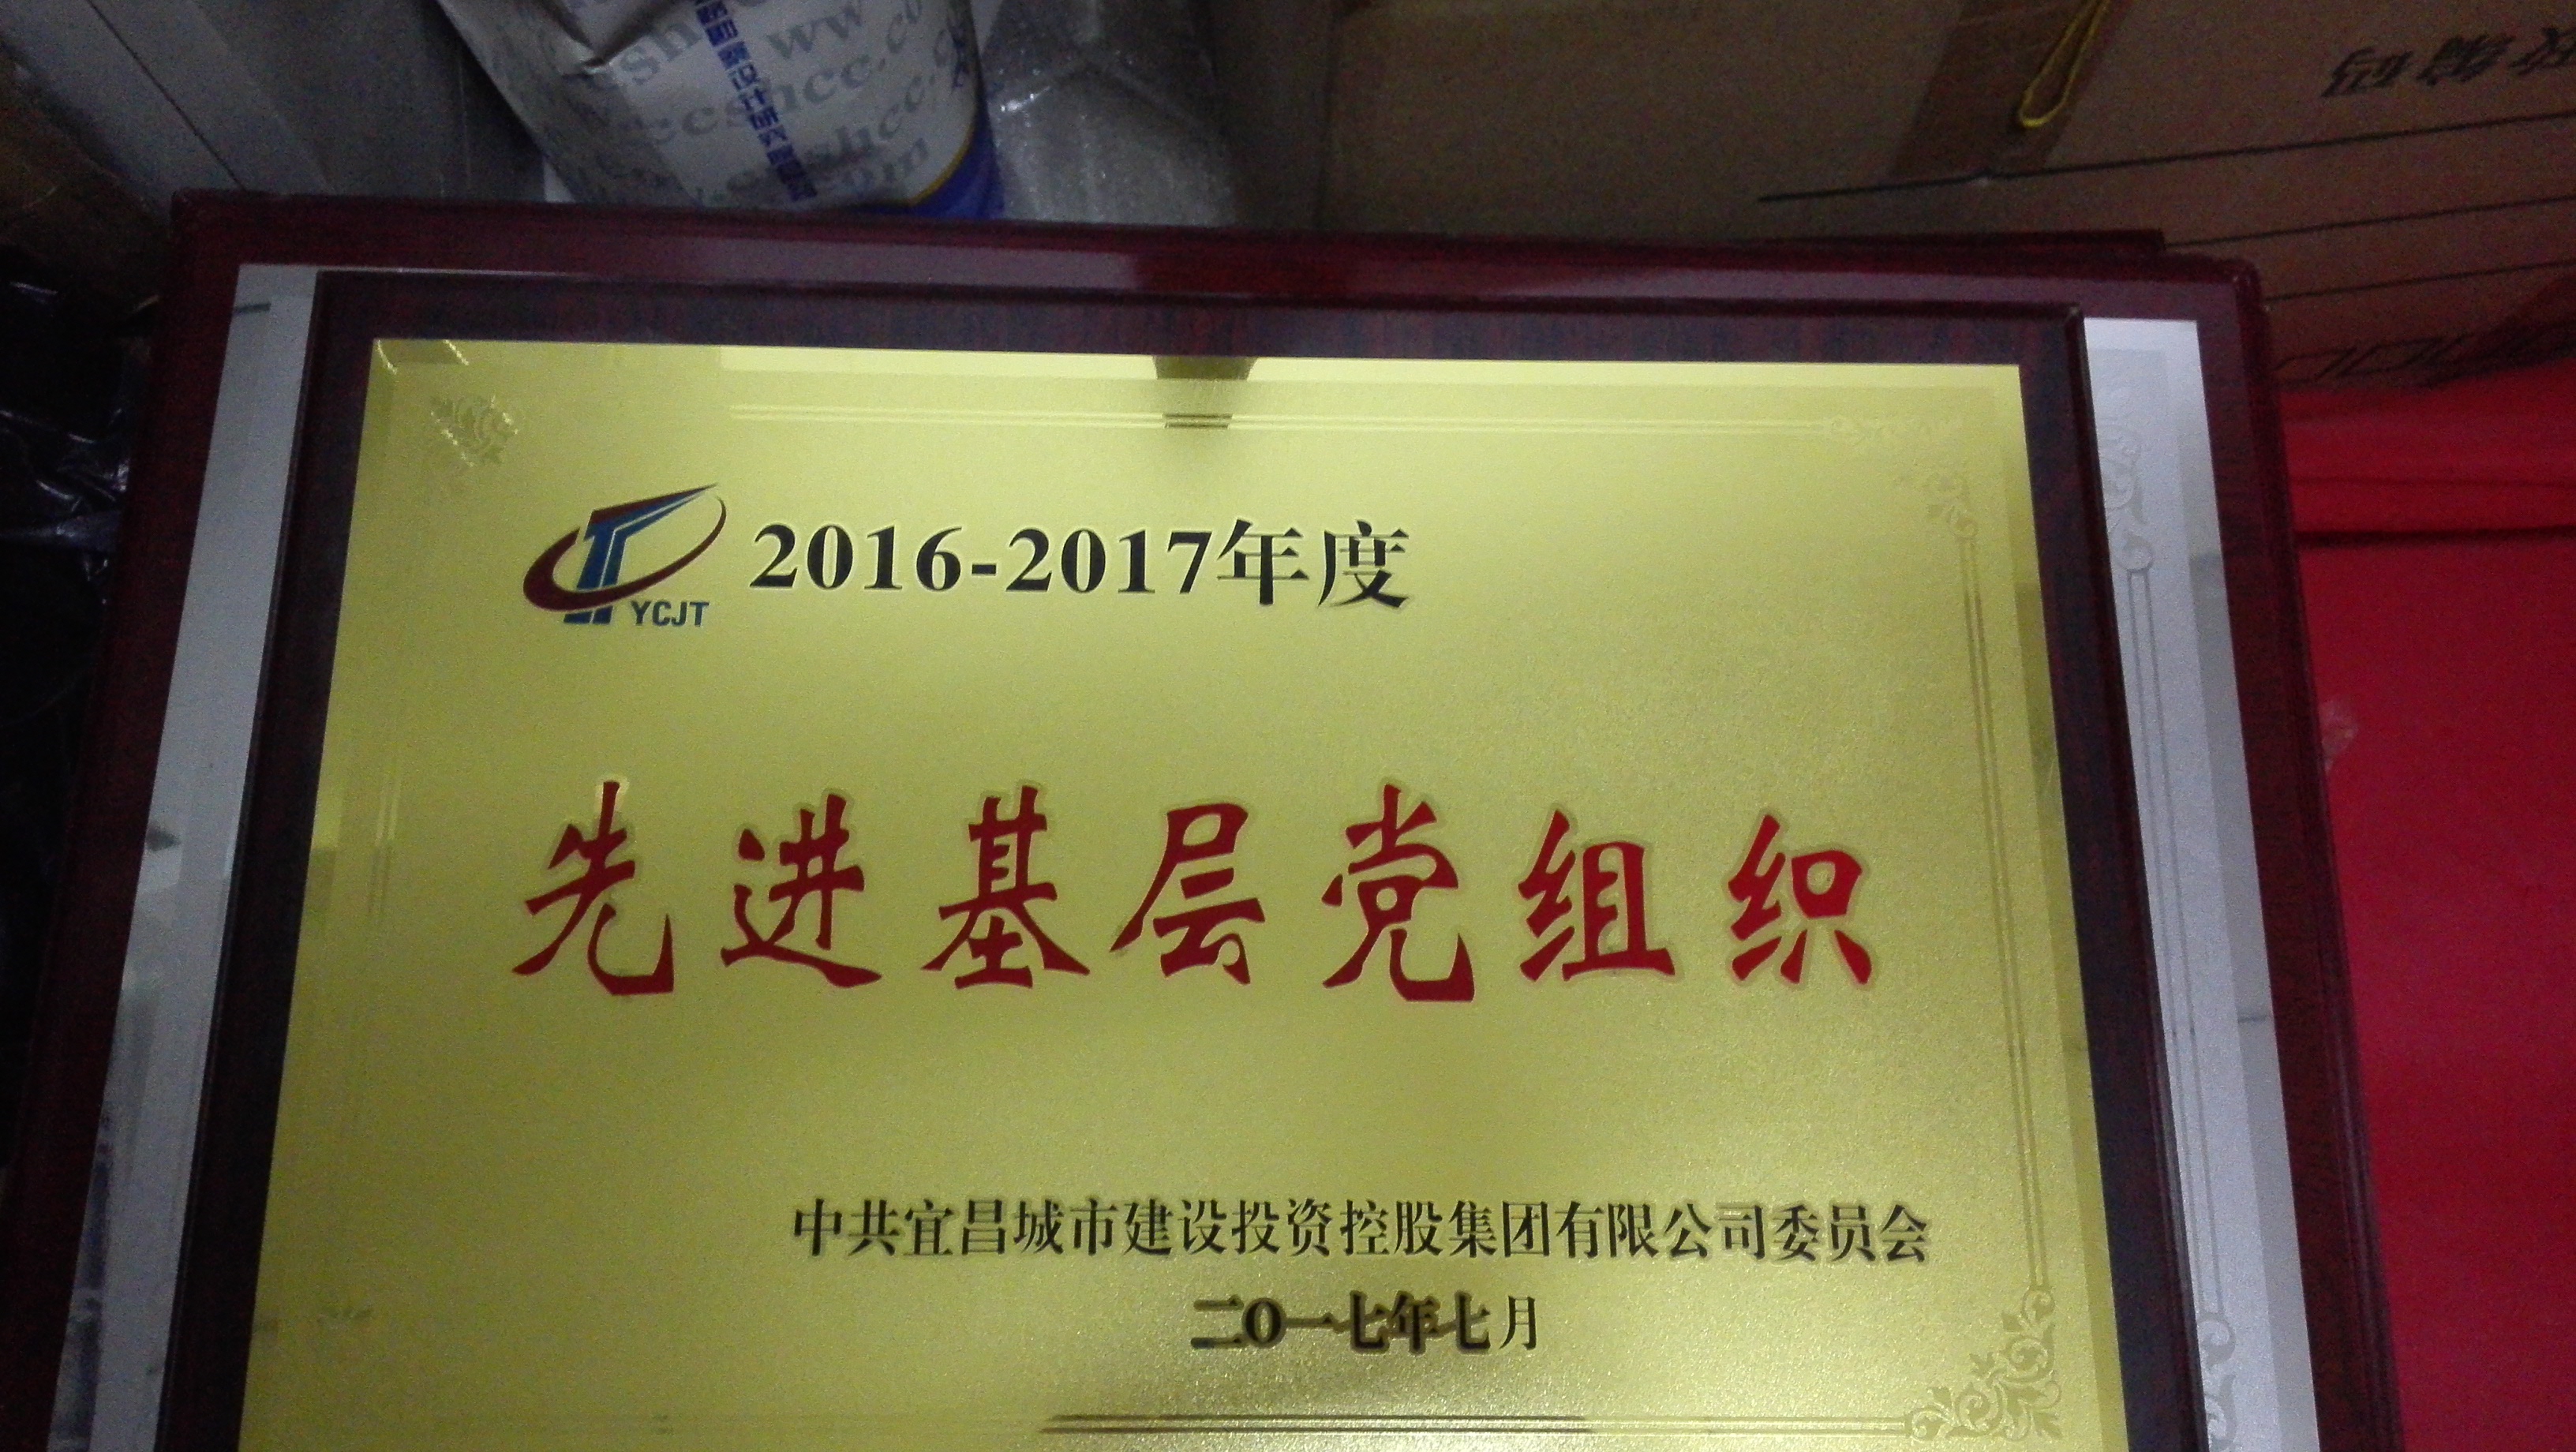 2016-2017年度
YCJT
先进基层党组织
中共宜昌城市建设投资控股集团有限公司委员会
二O一七年七月